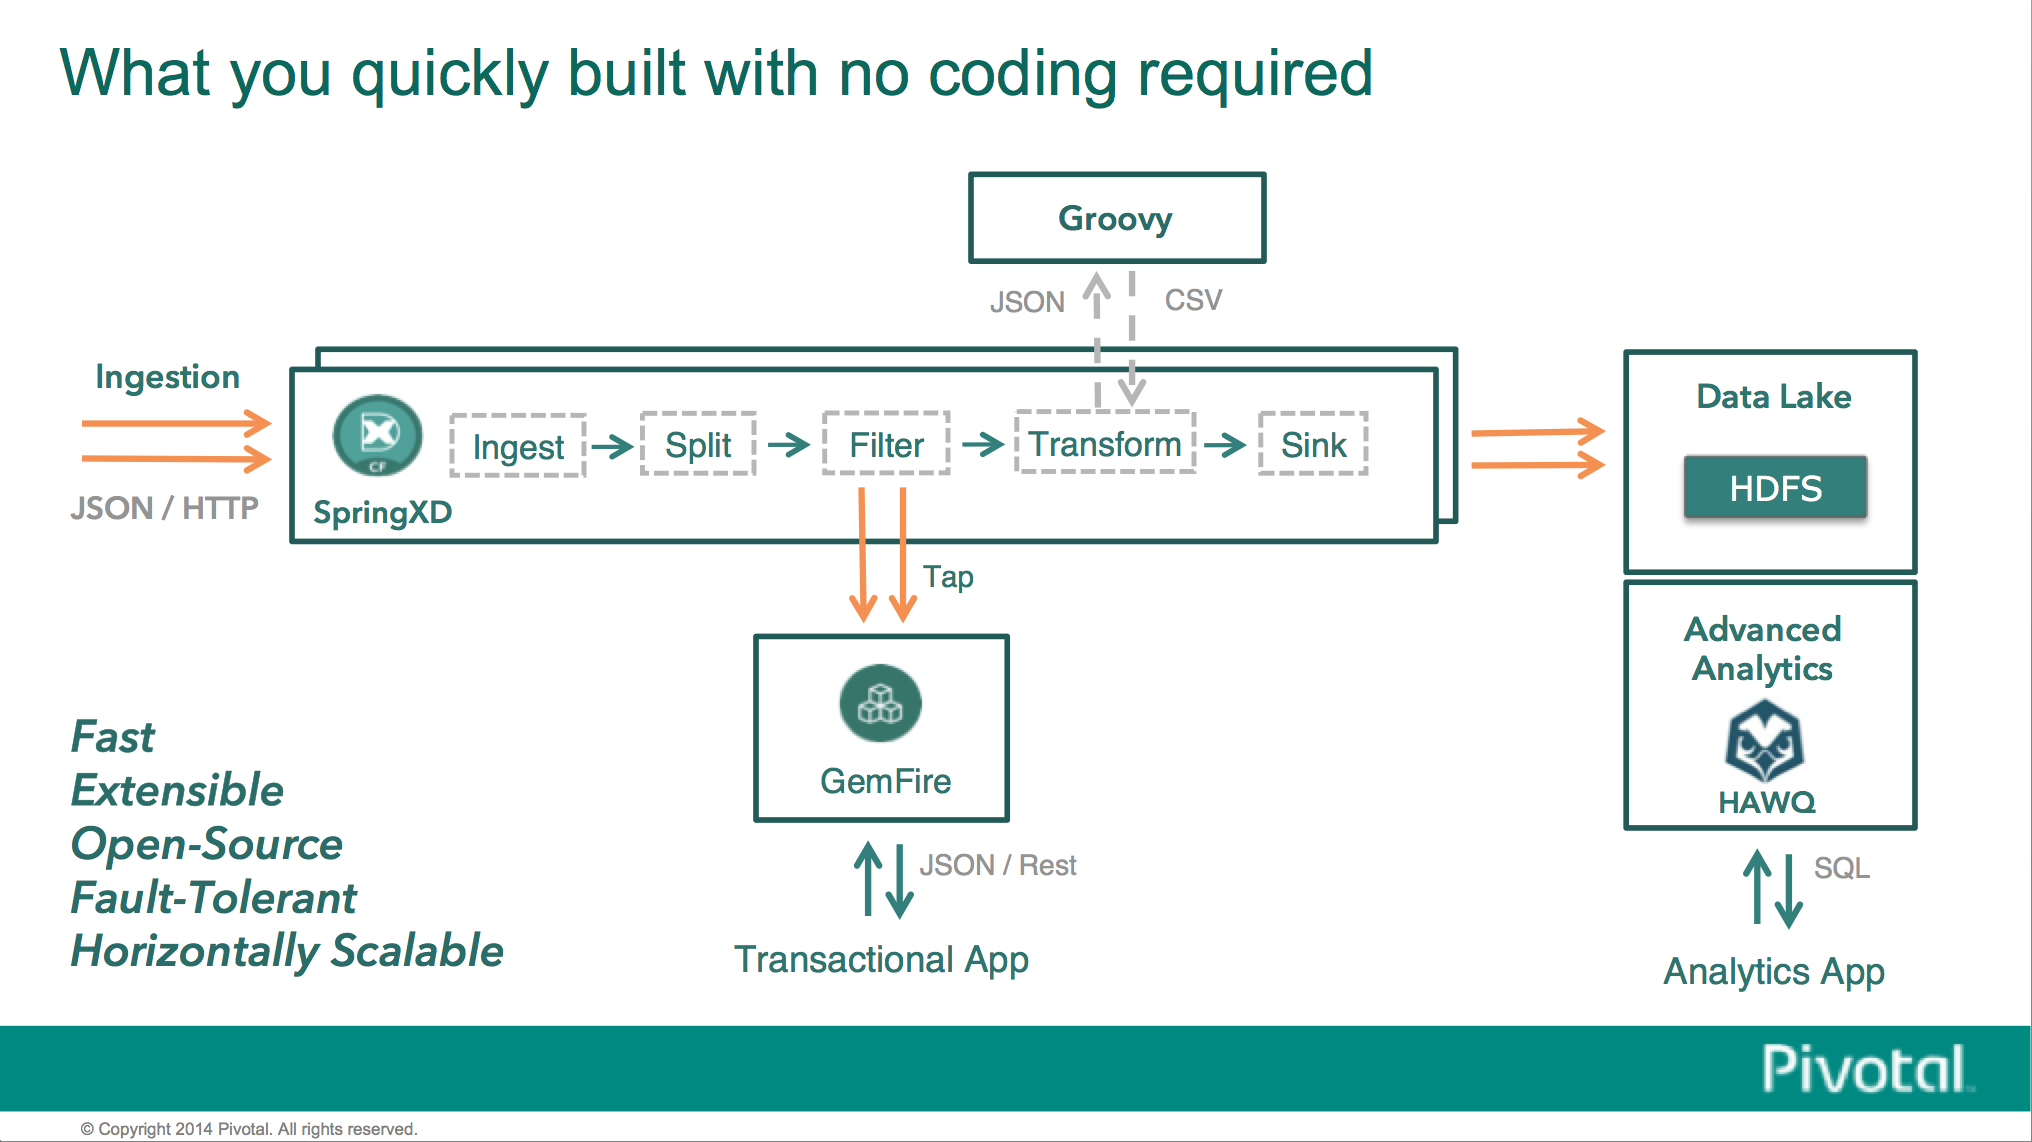 What you quickly built with no coding required
Groovy
JSON
CSV
Ingestion
JSON / HTTP
CF
SpringXD
Ingest
Split
Filter
Transform
Sink
Tap
Data Lake
HDFS
Advanced
Analytics
HAWQ
GemFire
JSON / Rest
SQL
Transactional App
Analytics App
Fast
Extensible
Open-Source
Fault-Tolerant
Horizontally Scalable
Pivotal™
© Copyright 2014 Pivotal. All rights reserved.